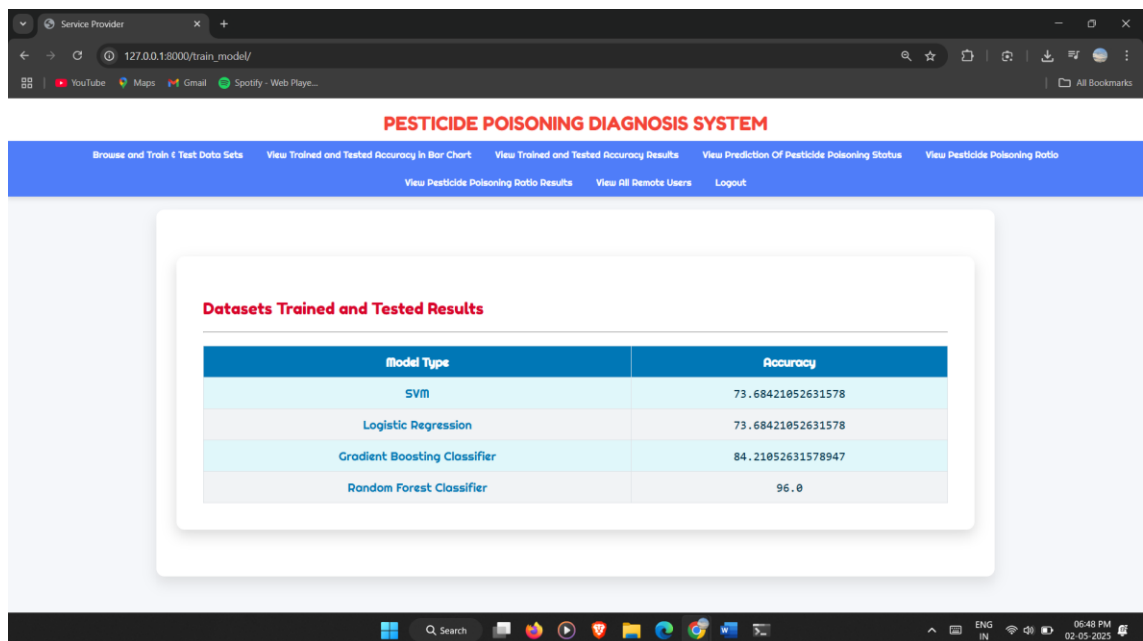 Service Provider
127.0.0.1:8000/train_model/
YouTube Maps Gmail Spotify - Web Playe... All Bookmarks
PESTICIDE POISONING DIAGNOSIS SYSTEM
Browse and Train & Test Data Sets View Trained and Tested Accuracy in Bar Chart View Trained and Tested Accuracy Results View Prediction Of Pesticide Poisoning Status View Pesticide Poisoning Ratio
View Pesticide Poisoning Ratio Results View All Remote Users Logout
Datasets Trained and Tested Results
Model Type Accuracy
SVM 73.68421052631578
Logistic Regression 73.68421052631578
Gradient Boosting Classifier 84.21052631578947
Random Forest Classifier 96.0
Search ENG 06:48 PM
IN 02-05-2025